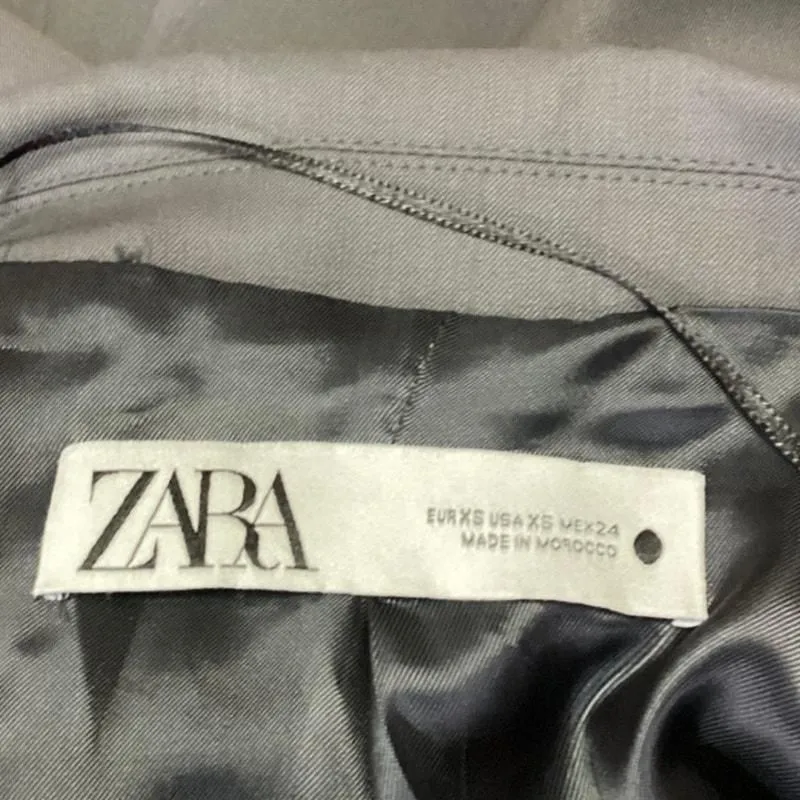 ZARA
EUR XS USA XS MEX 24
MADE IN MOROCCO